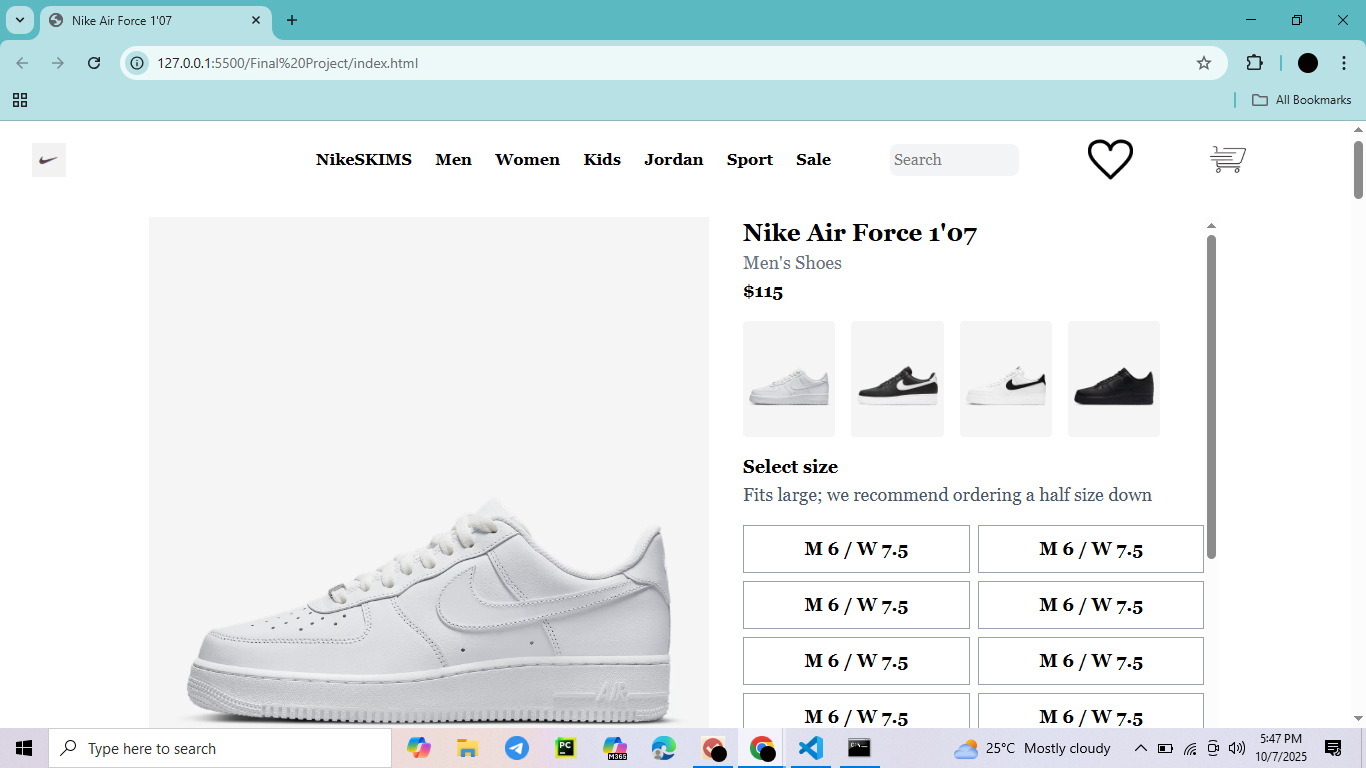 Nike Air Force 1'07
127.0.0.1:5500/Final%20Project/index.html
All Bookmarks
NikeSKIMS Men Women Kids Jordan Sport Sale Search
Nike Air Force 1'07
Men's Shoes
$115
Select size
Fits large; we recommend ordering a half size down
M 6 / W 7.5 M 6 / W 7.5
M 6 / W 7.5 M 6 / W 7.5
M 6 / W 7.5 M 6 / W 7.5
M 6 / W 7.5 M 6 / W 7.5
AIR
Type here to search
PC
M365
25°C Mostly cloudy
5:47 PM
10/7/2025